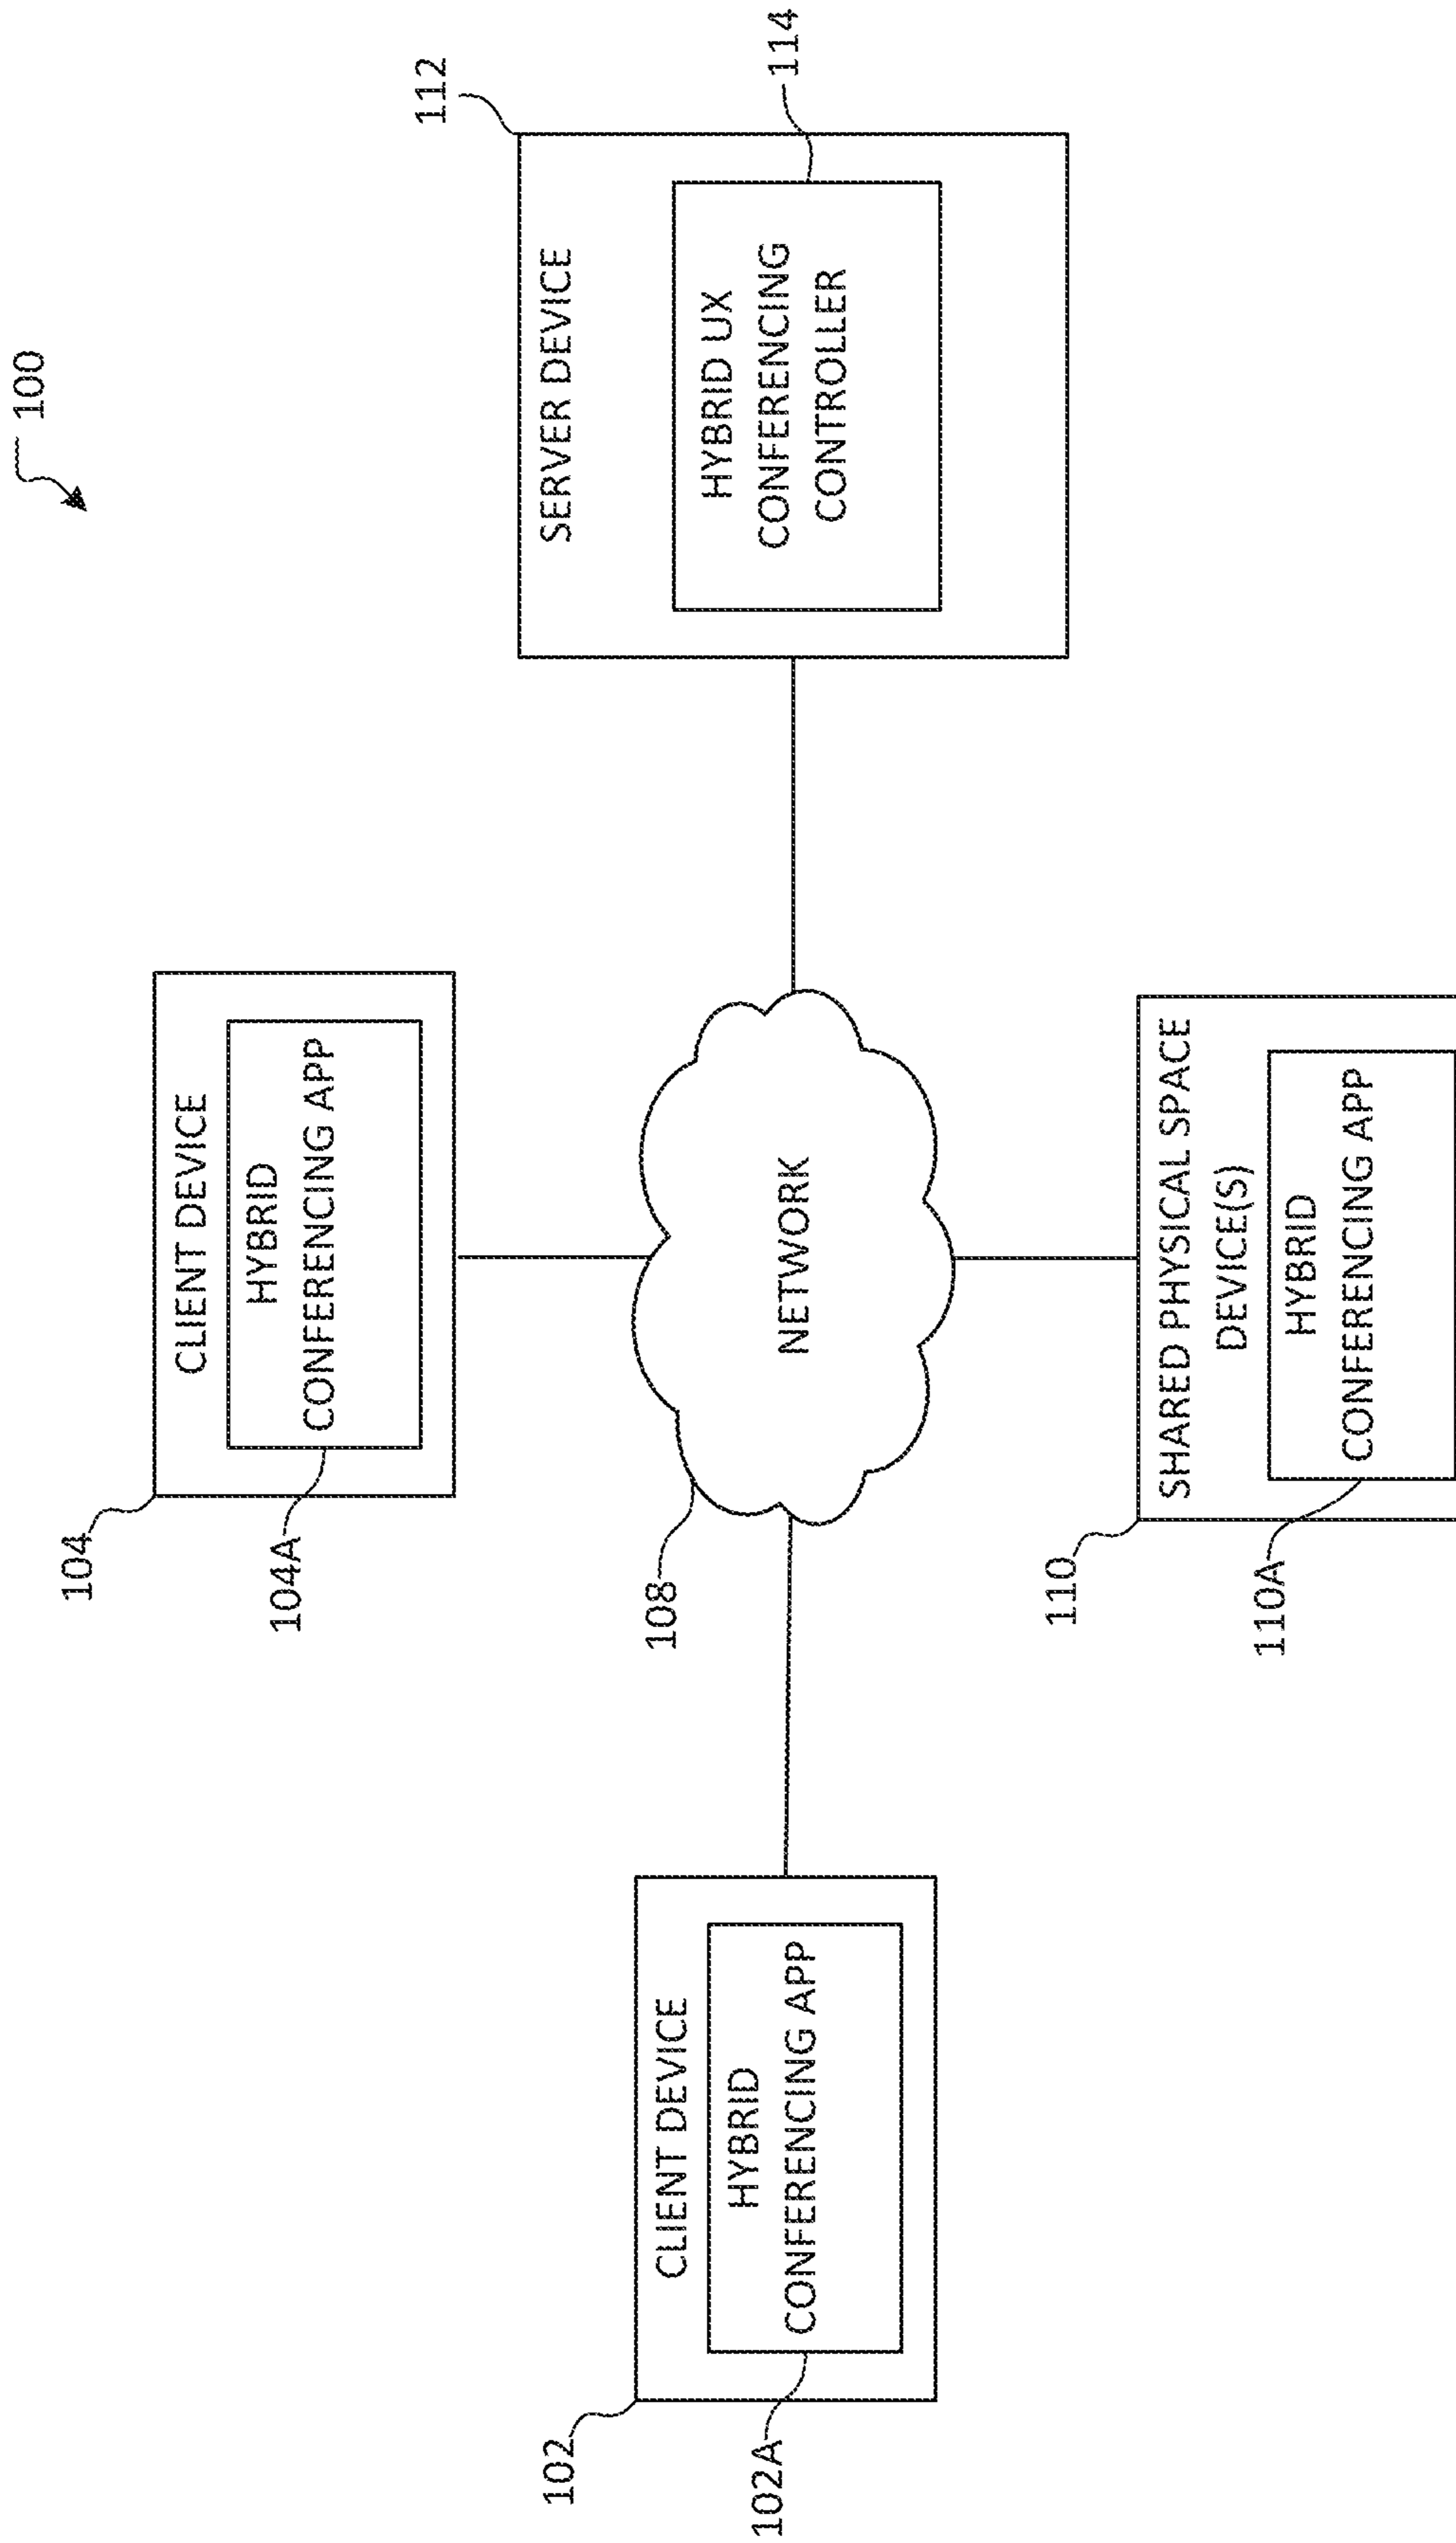 100
104
CLIENT DEVICE
104A
HYBRID
CONFERENCING APP
102
CLIENT DEVICE
102A
HYBRID
CONFERENCING APP
108
NETWORK
112
SERVER DEVICE
HYBRID UX
CONFERENCING
CONTROLLER
114
110
SHARED PHYSICAL SPACE
DEVICE(S)
110A
HYBRID
CONFERENCING APP